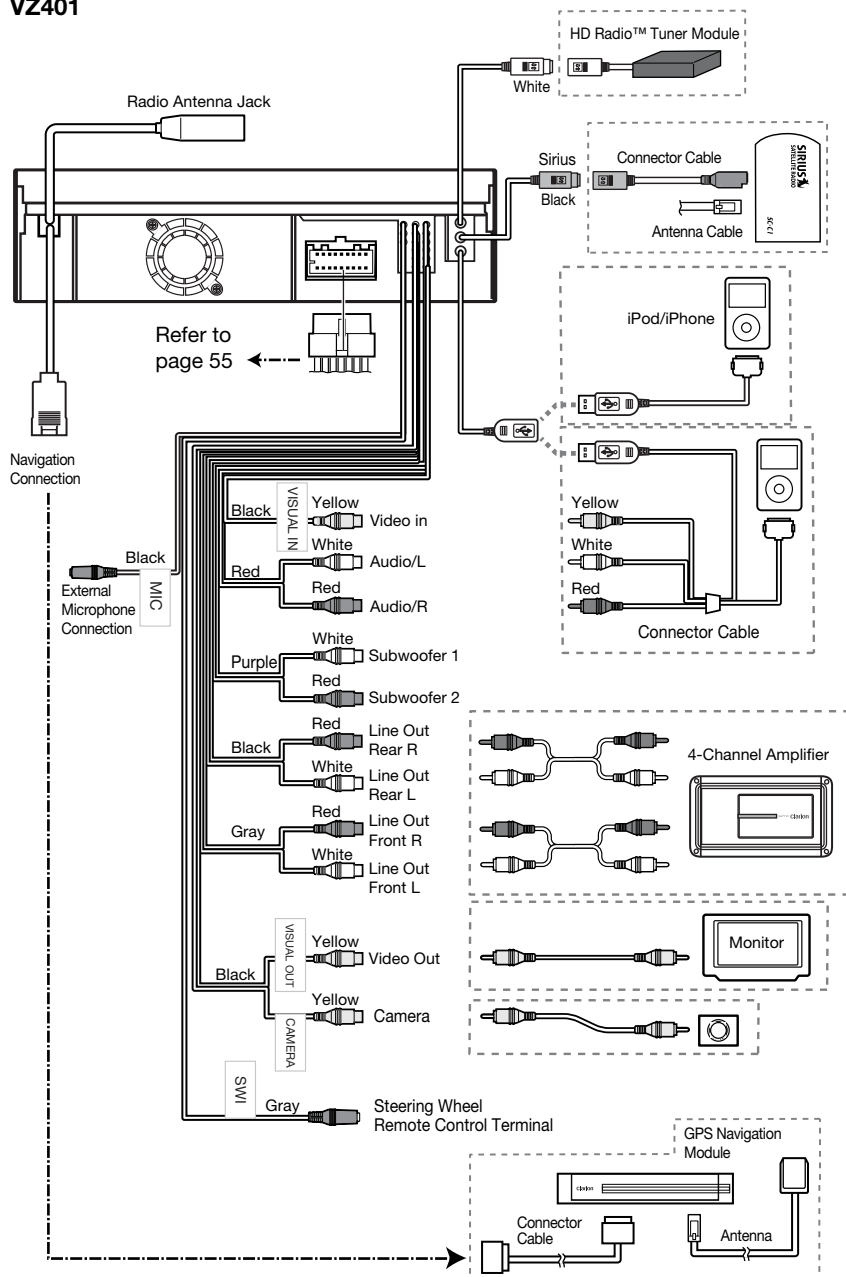 VZ401
HD Radio™ Tuner Module
White
Radio Antenna Jack
Sirius
Black
Connector Cable
Antenna Cable
SIRIUS
SATELLITE RADIO
SC-C1
iPod/iPhone
Refer to
page 55
Navigation
Connection
Black
VISUAL IN
Yellow
Video in
White
Audio/L
Red
Red
Audio/R
Black
MIC
External
Microphone
Connection
Yellow
White
Red
Connector Cable
White
Purple
Subwoofer 1
Red
Subwoofer 2
Red
Line Out
Rear R
Black
White
Line Out
Rear L
Red
Line Out
Front R
Gray
White
Line Out
Front L
4-Channel Amplifier
Clarion
VISUAL OUT
Yellow
Video Out
Black
Yellow
Camera
CAMERA
Monitor
SWI
Gray
Steering Wheel
Remote Control Terminal
GPS Navigation
Module
Clarion
Connector
Cable
Antenna